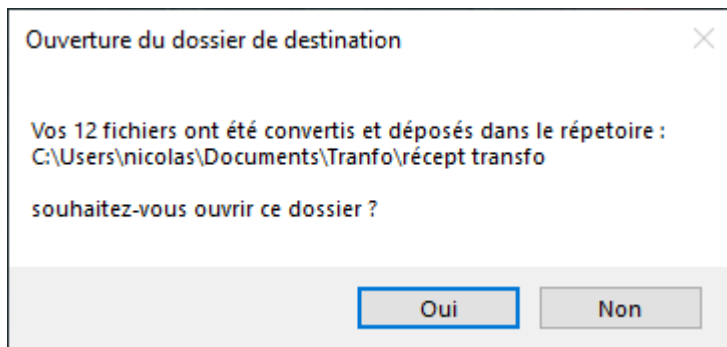 Ouverture du dossier de destination
Vos 12 fichiers ont été convertis et déposés dans le répetoire :
C:\Users\nicolas\Documents\Tranfo\récept transfo
souhaitez-vous ouvrir ce dossier ?
Oui
Non